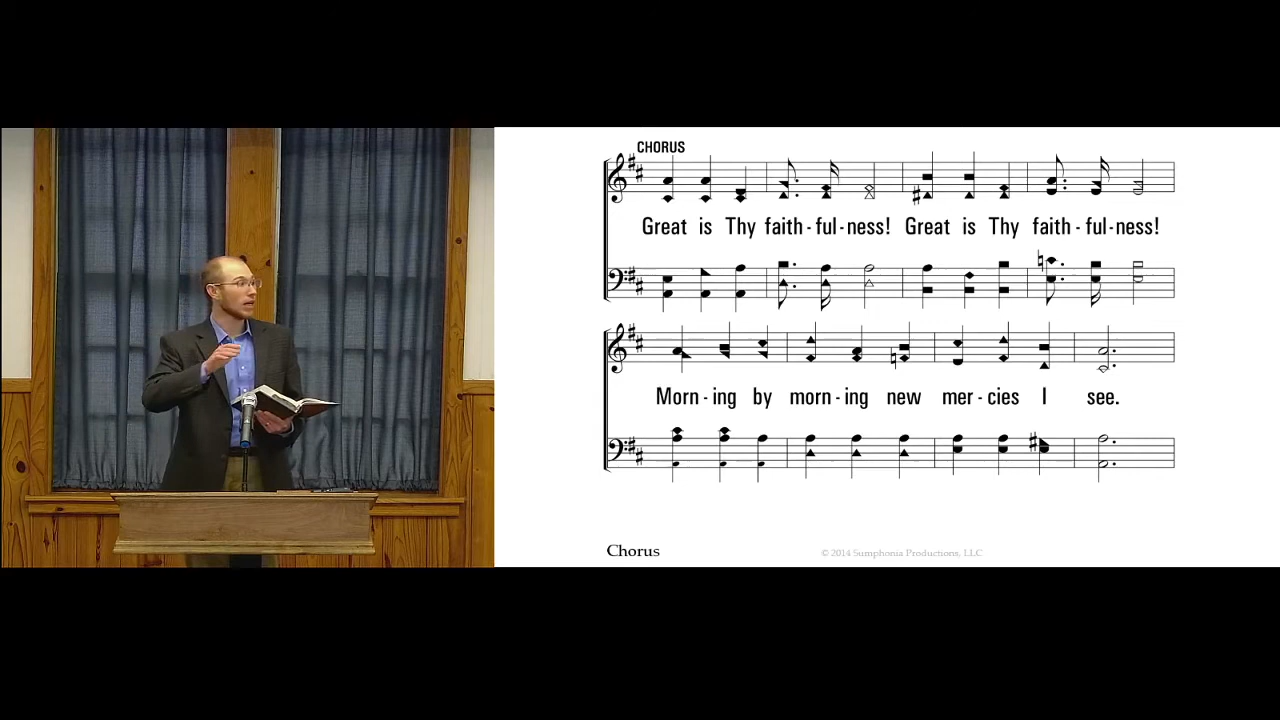 CHORUS
Great is Thy faith - ful - ness! Great is Thy faith - ful - ness!
Morn - ing by morn - ing new mer - cies I see.
Chorus
© 2014 Sumphonia Productions, LLC